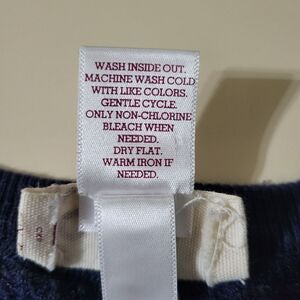 WASH INSIDE OUT.
MACHINE WASH COLD
WITH LIKE COLORS.
GENTLE CYCLE.
ONLY NON-CHLORINE
BLEACH WHEN
NEEDED.
DRY FLAT.
WARM IRON IF
NEEDED.